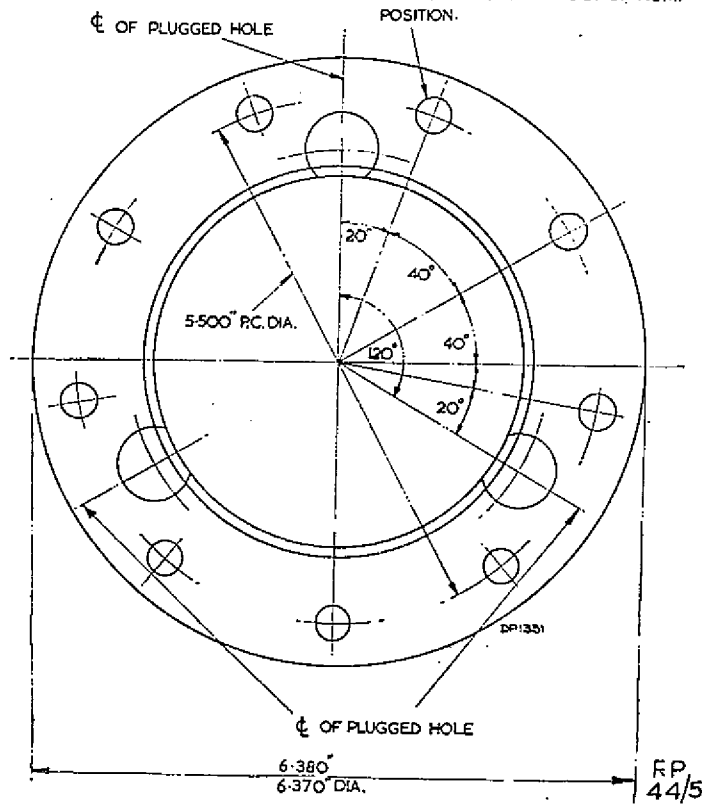 ℄ OF PLUGGED HOLE
POSITION.
20°
40°
5·500" P.C. DIA.
120°
40°
20°
DP1351
℄ OF PLUGGED HOLE
6·380"
6·370" DIA.
F.P.
44/5